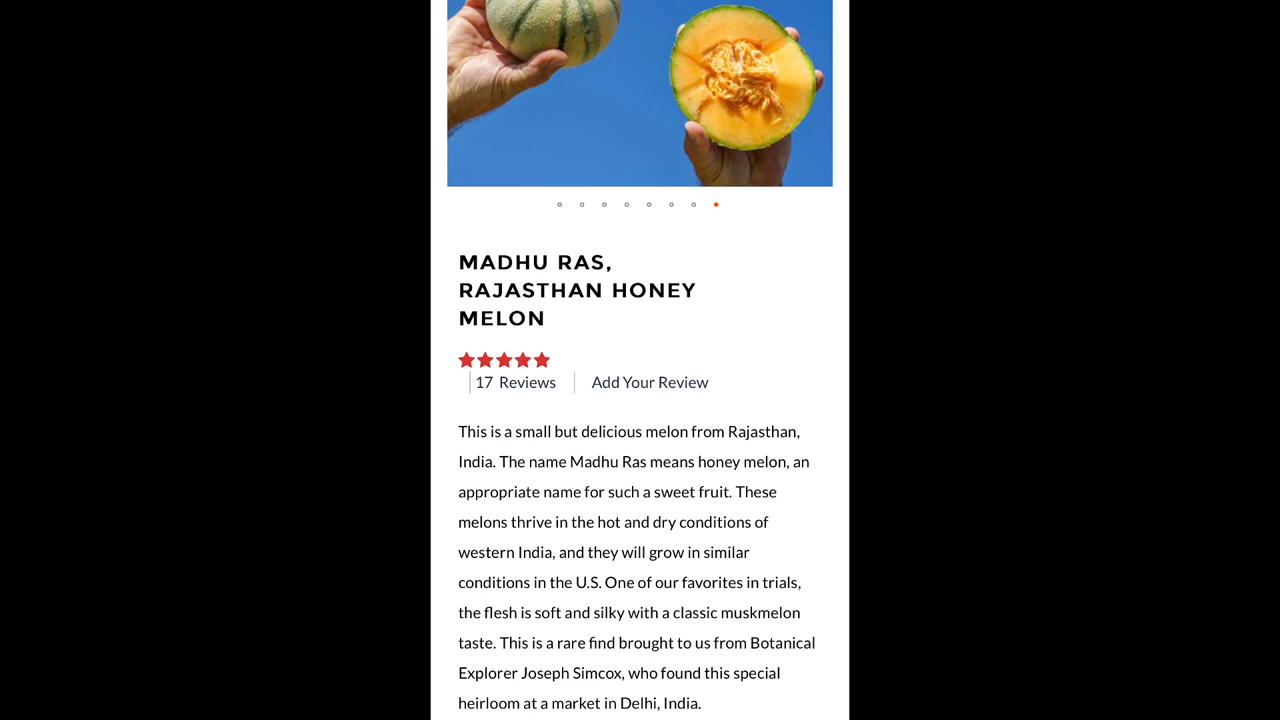 MADHU RAS,
RAJASTHAN HONEY
MELON
17 Reviews
Add Your Review
This is a small but delicious melon from Rajasthan,
India. The name Madhu Ras means honey melon, an
appropriate name for such a sweet fruit. These
melons thrive in the hot and dry conditions of
western India, and they will grow in similar
conditions in the U.S. One of our favorites in trials,
the flesh is soft and silky with a classic muskmelon
taste. This is a rare find brought to us from Botanical
Explorer Joseph Simcox, who found this special
heirloom at a market in Delhi, India.